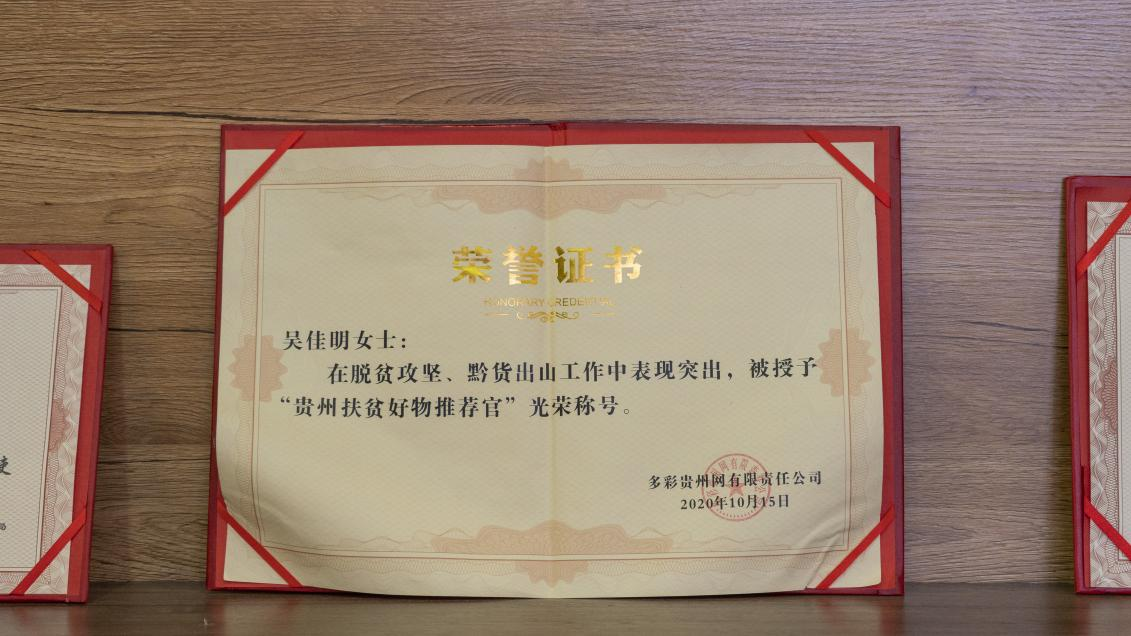 荣誉证书
HONORARY CREDENTIAL
吴佳明女士：
在脱贫攻坚、黔货出山工作中表现突出，被授予
“贵州扶贫好物推荐官”光荣称号。
多彩贵州网有限责任公司
2020年10月15日